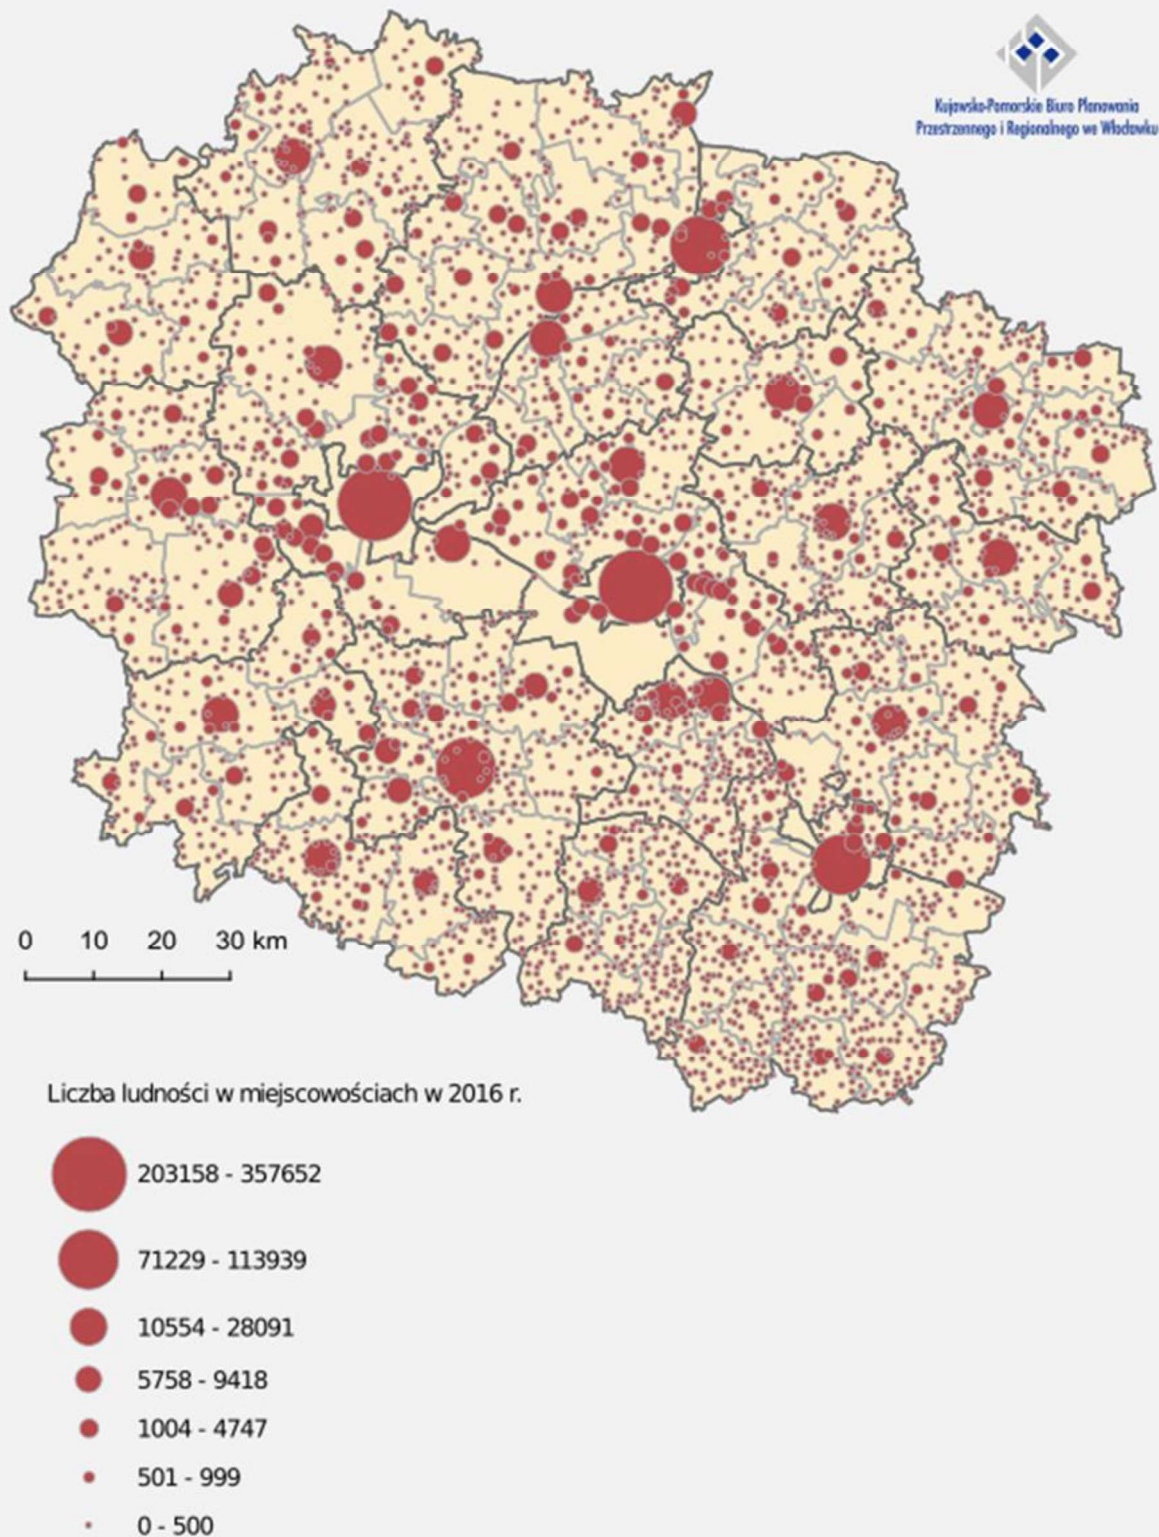 Kujawsko-Pomorskie Biuro Planowania
Przestrzennego i Regionalnego we Włocławku
0 10 20 30 km
Liczba ludności w miejscowościach w 2016 r.
203158 - 357652
71229 - 113939
10554 - 28091
5758 - 9418
1004 - 4747
501 - 999
0 - 500